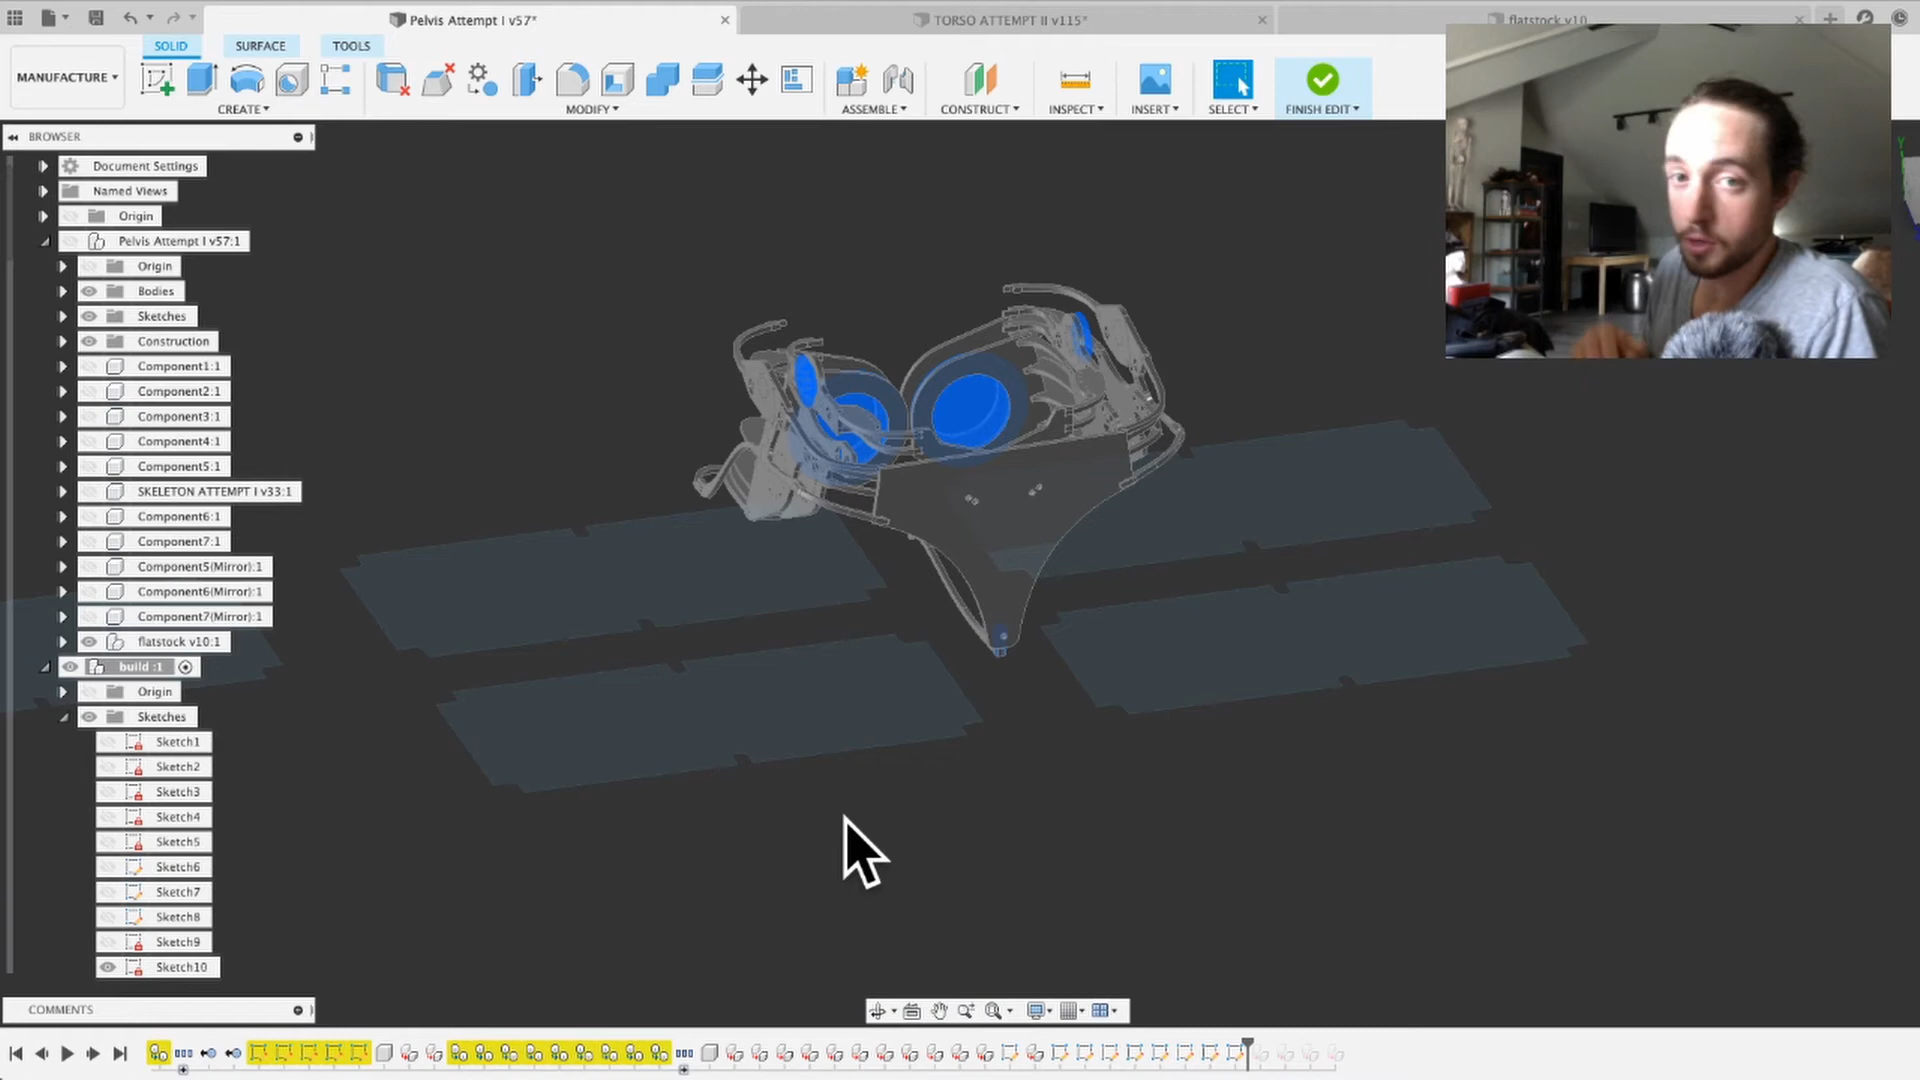 Pelvis Attempt I v57*
TORSO ATTEMPT II v115*
flatstock v10
SOLID
SURFACE
TOOLS
MANUFACTURE
CREATE
MODIFY
ASSEMBLE
CONSTRUCT
INSPECT
INSERT
SELECT
FINISH EDIT
BROWSER
Document Settings
Named Views
Origin
Pelvis Attempt I v57:1
Origin
Bodies
Sketches
Construction
Component1:1
Component2:1
Component3:1
Component4:1
Component5:1
SKELETON ATTEMPT I v33:1
Component6:1
Component7:1
Component5(Mirror):1
Component6(Mirror):1
Component7(Mirror):1
flatstock v10:1
build :1
Origin
Sketches
Sketch1
Sketch2
Sketch3
Sketch4
Sketch5
Sketch6
Sketch7
Sketch8
Sketch9
Sketch10
COMMENTS
Y